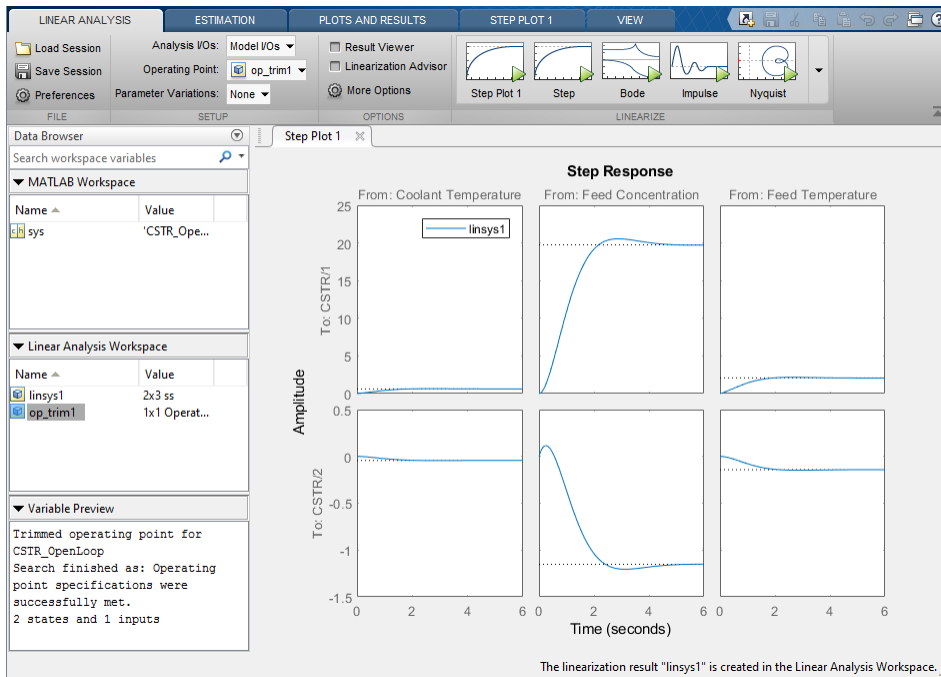 LINEAR ANALYSIS ESTIMATION PLOTS AND RESULTS STEP PLOT 1 VIEW
Load Session
Save Session
Preferences
FILE
Analysis I/Os: Model I/Os
Operating Point: op_trim1
Parameter Variations: None
SETUP
Result Viewer
Linearization Advisor
More Options
OPTIONS
Step Plot 1 Step Bode Impulse Nyquist
LINEARIZE
Data Browser
Search workspace variables
MATLAB Workspace
Name Value
sys 'CSTR_Ope...
Linear Analysis Workspace
Name Value
linsys1 2x3 ss
op_trim1 1x1 Operat...
Variable Preview
Trimmed operating point for
CSTR_OpenLoop
Search finished as: Operating
point specifications were
successfully met.
2 states and 1 inputs
Step Plot 1
Step Response
From: Coolant Temperature From: Feed Concentration From: Feed Temperature
linsys1
Amplitude
To: CSTR/1
25
20
15
10
5
0
To: CSTR/2
0.5
0
-0.5
-1
-1.5
0 2 4 6 0 2 4 6 0 2 4 6
Time (seconds)
The linearization result "linsys1" is created in the Linear Analysis Workspace.